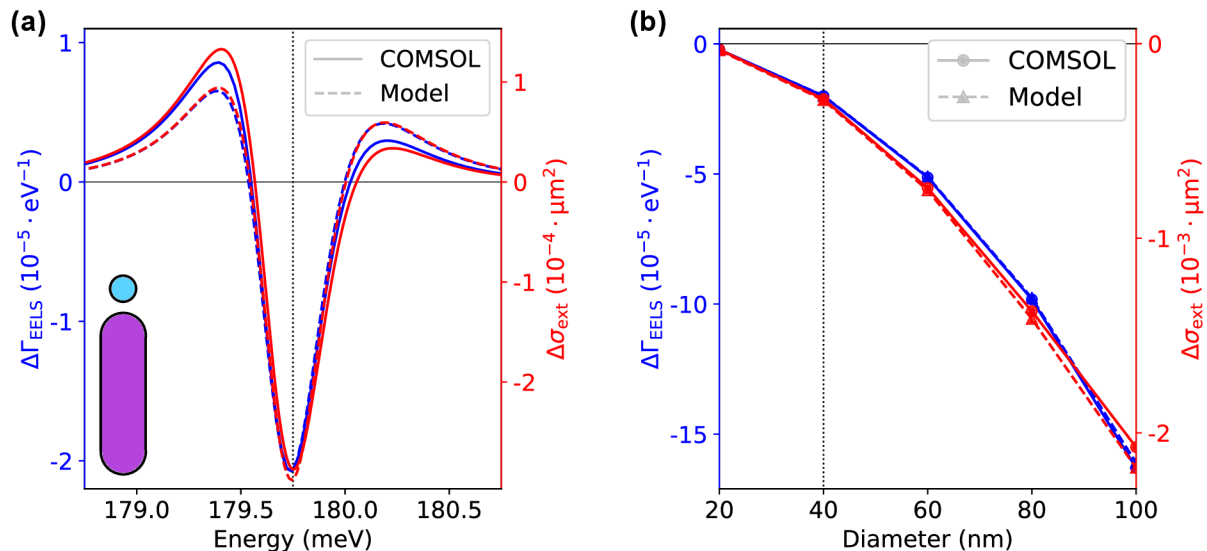 (a)
COMSOL
Model
1
0
-1
-2
ΔΓEELS (10⁻⁵ · eV⁻¹)
1
0
-1
-2
Δσext (10⁻⁴ · μm²)
179.0 179.5 180.0 180.5
Energy (meV)
(b)
COMSOL
Model
0
-5
-10
-15
ΔΓEELS (10⁻⁵ · eV⁻¹)
0
-1
-2
Δσext (10⁻³ · μm²)
20 40 60 80 100
Diameter (nm)